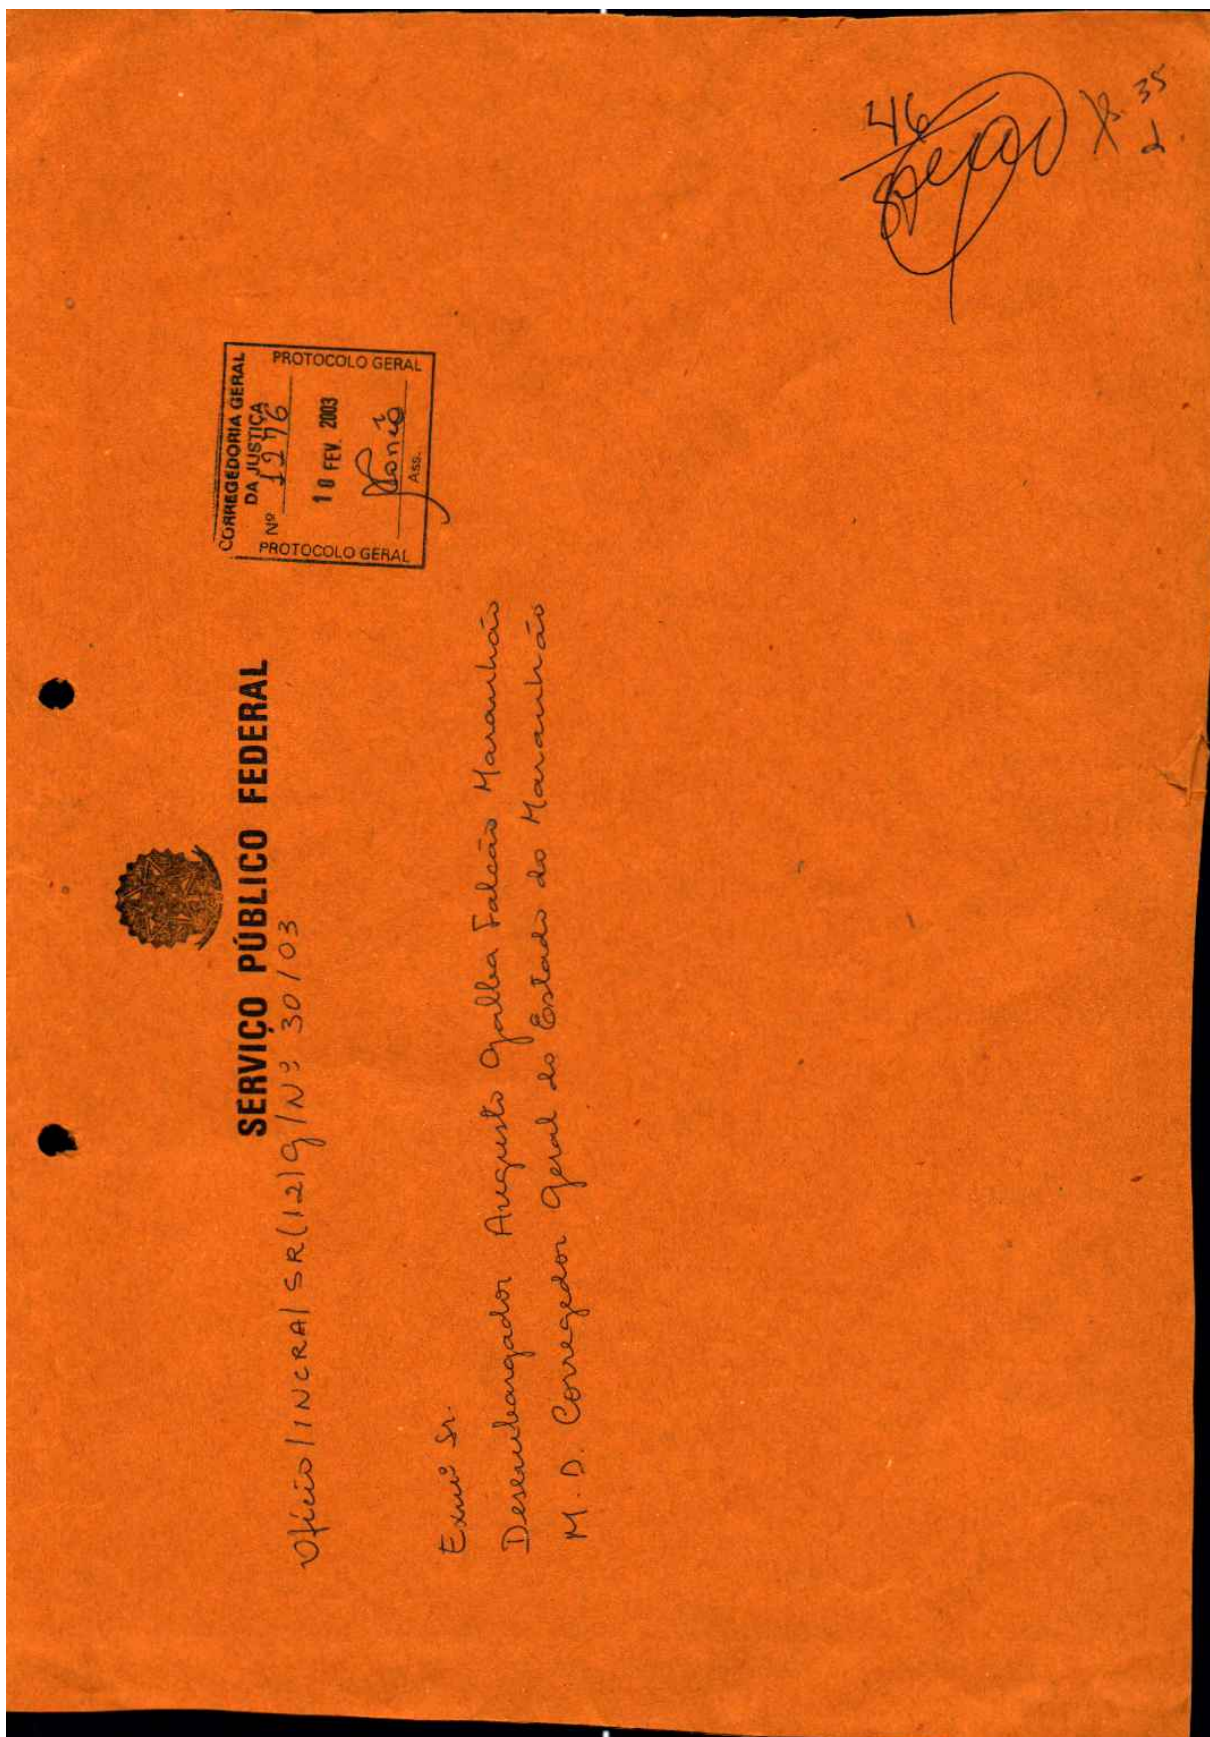 46
fls. 35
SERVIÇO PÚBLICO FEDERAL
Ofício/INCRA/SR(12)G/Nº 30/03
CORREGEDORIA GERAL
DA JUSTIÇA
Nº 1276
PROTOCOLO GERAL
10 FEV. 2003
Ass.
PROTOCOLO GERAL
Exmº Sr.
Desembargador Augusto Galba Falcão Maranhão
M.D. Corregedor Geral do Estado do Maranhão